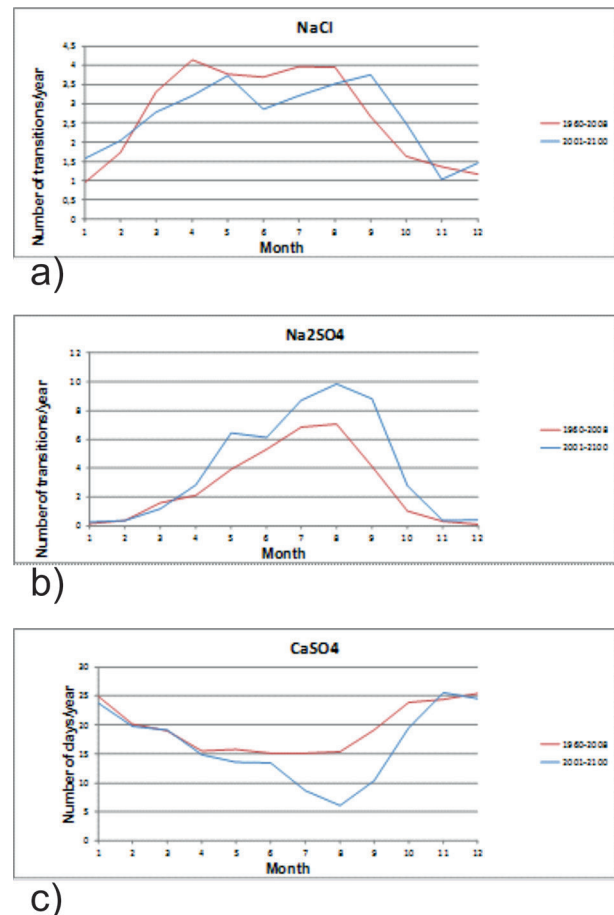 NaCl
Number of transitions/year
4,5
4
3,5
3
2,5
2
1,5
1
0,5
0
1 2 3 4 5 6 7 8 9 10 11 12
Month
1960-2008
2001-2100
a)
Na2SO4
Number of transitions/year
12
10
8
6
4
2
0
1 2 3 4 5 6 7 8 9 10 11 12
Month
1960-2008
2001-2100
b)
CaSO4
Number of days/year
30
25
20
15
10
5
0
1 2 3 4 5 6 7 8 9 10 11 12
Month
1960-2008
2001-2100
c)